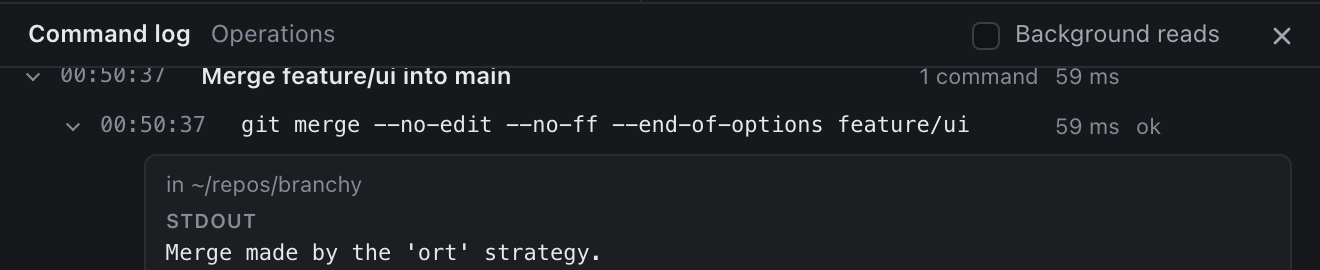 Command log Operations Background reads
00:50:37 Merge feature/ui into main 1 command 59 ms
00:50:37 git merge --no-edit --no-ff --end-of-options feature/ui 59 ms ok
in ~/repos/branchy
STDOUT
Merge made by the 'ort' strategy.